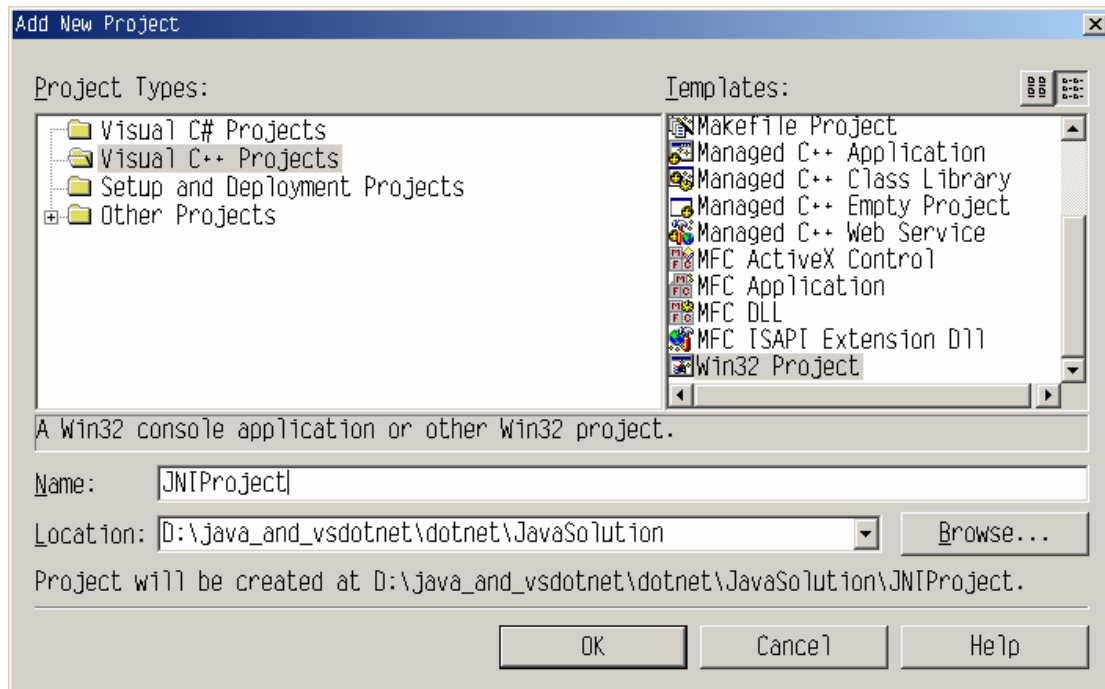 Add New Project
Project Types:
Templates:
Visual C# Projects
Visual C++ Projects
Setup and Deployment Projects
Other Projects
Makefile Project
Managed C++ Application
Managed C++ Class Library
Managed C++ Empty Project
Managed C++ Web Service
MFC ActiveX Control
MFC Application
MFC DLL
MFC ISAPI Extension Dll
Win32 Project
A Win32 console application or other Win32 project.
Name:
JNIProject
Location:
D:\java_and_vsdotnet\dotnet\JavaSolution
Browse...
Project will be created at D:\java_and_vsdotnet\dotnet\JavaSolution\JNIProject.
OK
Cancel
Help